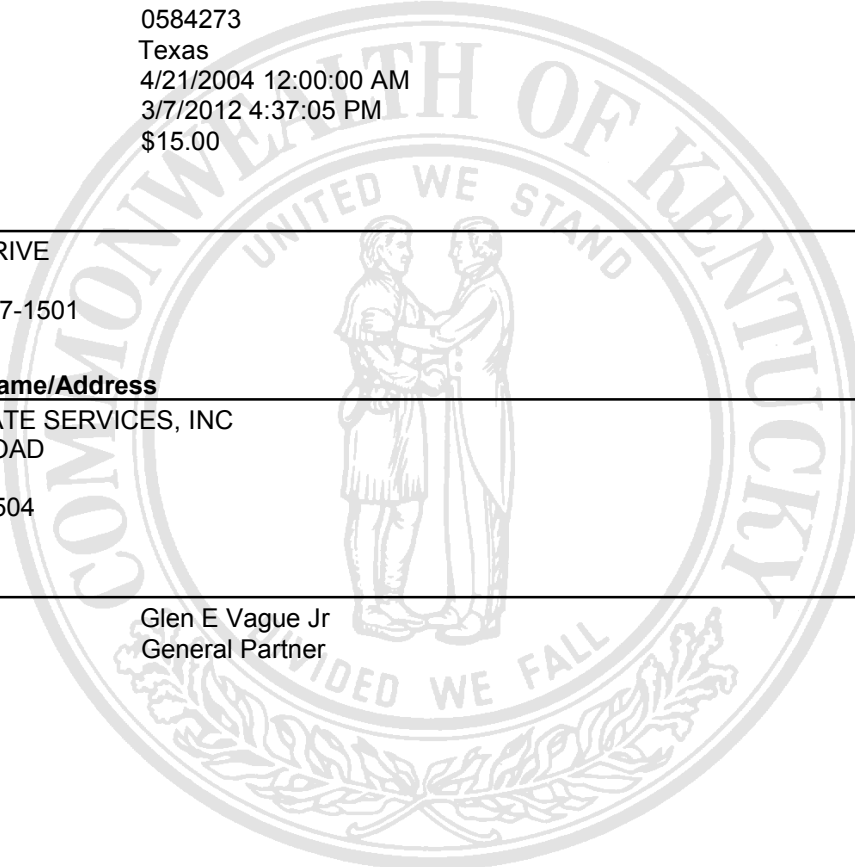 0584273
Texas
4/21/2004 12:00:00 AM
3/7/2012 4:37:05 PM
$15.00
RIVE
7-1501
ame/Address
ATE SERVICES, INC
OAD
504
Glen E Vague Jr
General Partner
COMMONWEALTH OF KENTUCKY
UNITED WE STAND
DIVIDED WE FALL